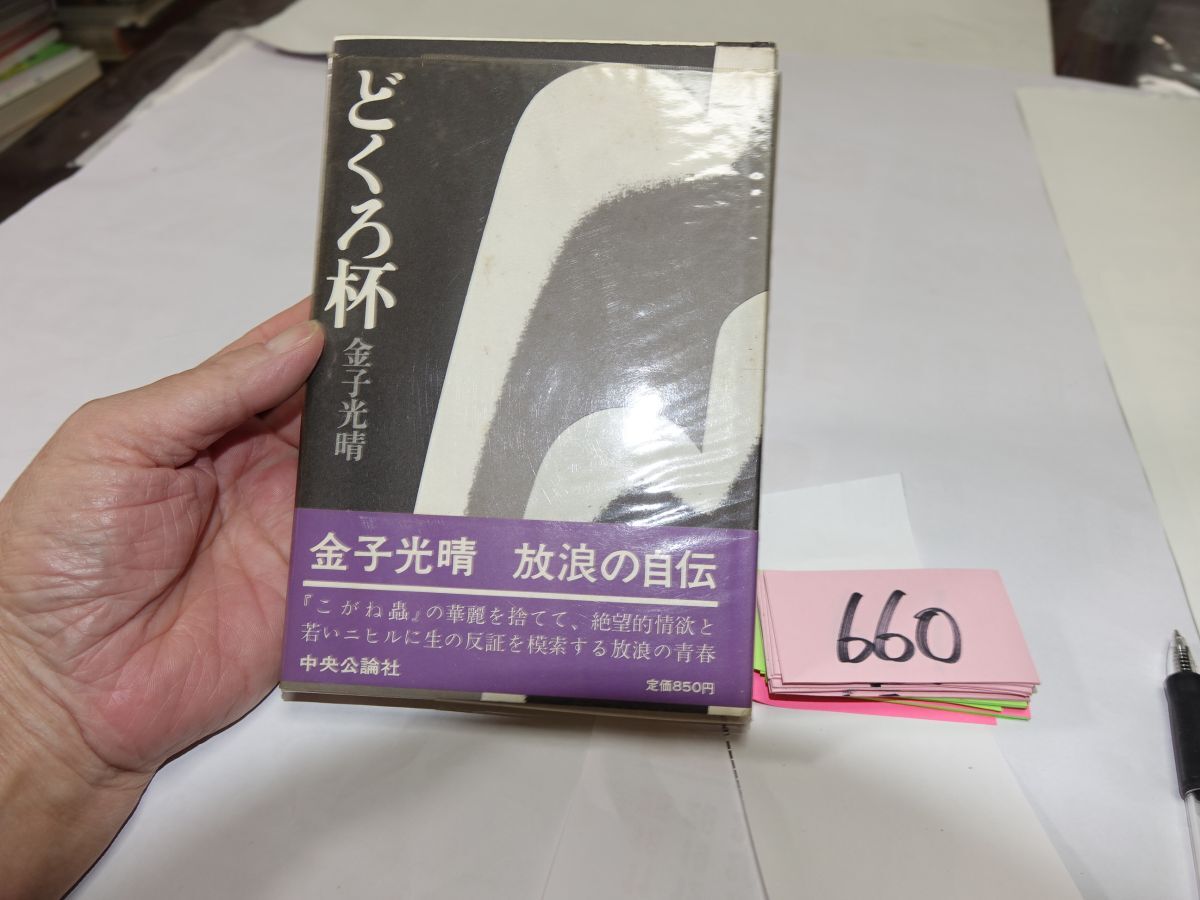 どくろ杯
金子光晴
金子光晴 放浪の自伝
『こがね蟲』の華麗を捨てて、絶望的情欲と
若いニヒルに生の反証を模索する放浪の青春
中央公論社
定価850円
660